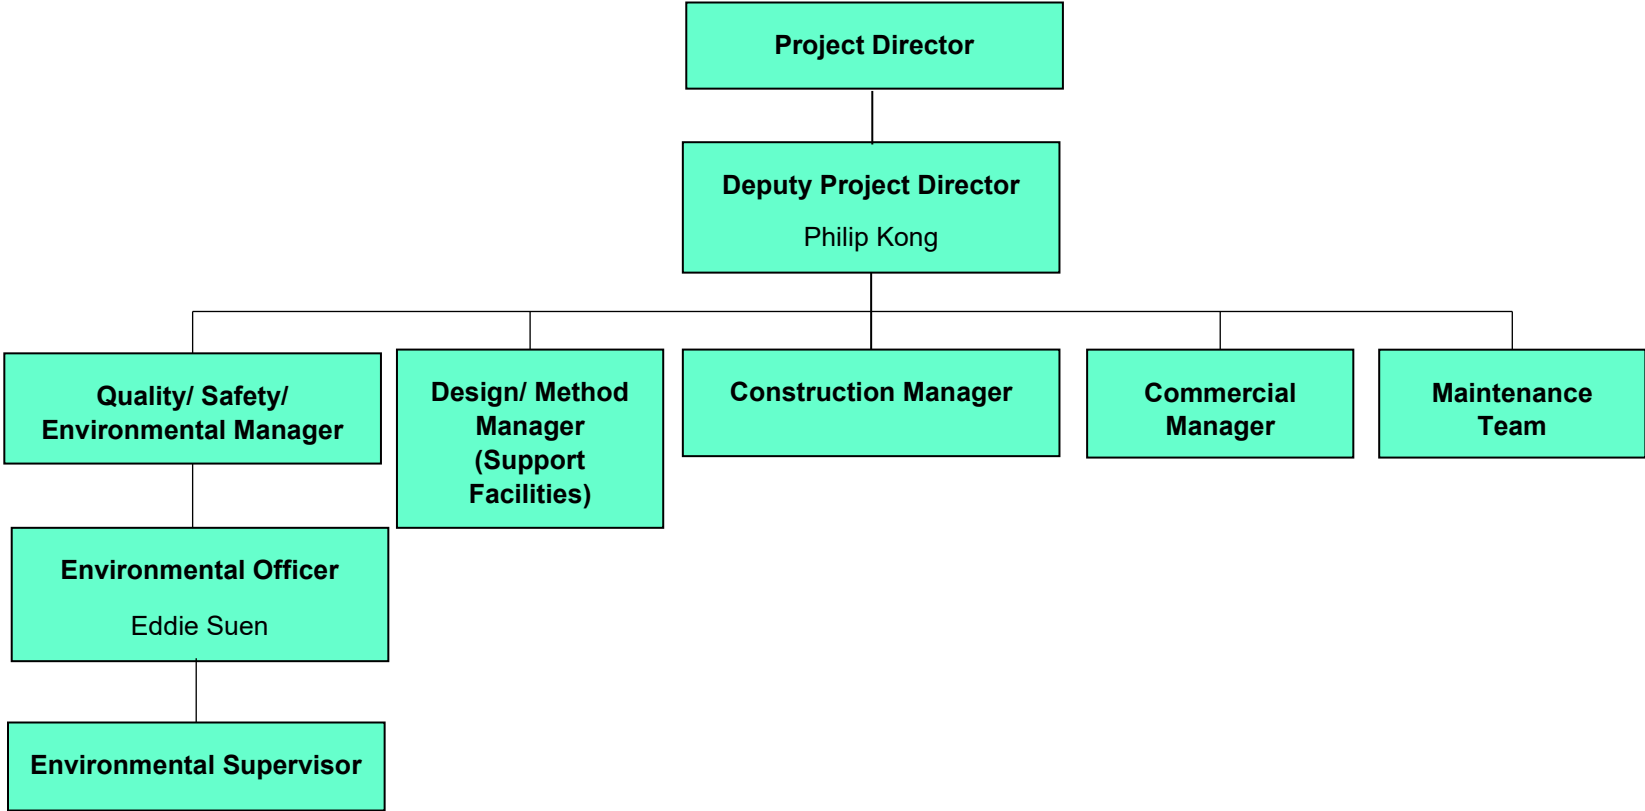 Project Director
Deputy Project Director
Philip Kong
Quality/ Safety/
Environmental Manager
Design/ Method
Manager
(Support
Facilities)
Construction Manager
Commercial
Manager
Maintenance
Team
Environmental Officer
Eddie Suen
Environmental Supervisor